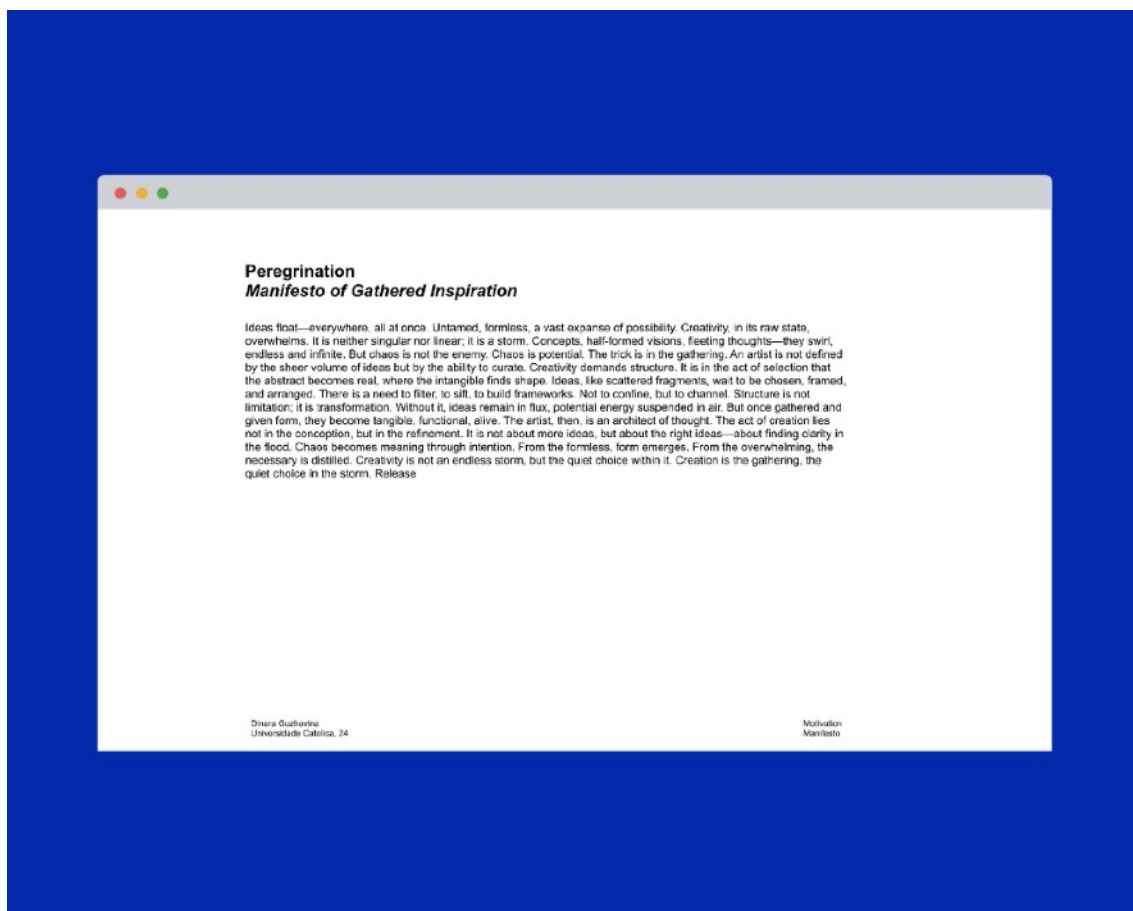 Peregrination
Manifesto of Gathered Inspiration
Ideas float—everywhere, all at once. Untamed, formless, a vast expanse of possibility. Creativity, in its raw state,
overwhelms. It is neither singular nor linear; it is a storm. Concepts, half-formed visions, fleeting thoughts—they swirl,
endless and infinite. But chaos is not the enemy. Chaos is potential. The trick is in the gathering. An artist is not defined
by the sheer volume of ideas but by the ability to curate. Creativity demands structure. It is in the act of selection that
the abstract becomes real, where the intangible finds shape. Ideas, like scattered fragments, wait to be chosen, framed,
and arranged. There is a need to filter, to sift, to build frameworks. Not to confine, but to channel. Structure is not
limitation; it is transformation. Without it, ideas remain in flux, potential energy suspended in air. But once gathered and
given form, they become tangible, functional, alive. The artist, then, is an architect of thought. The act of creation lies
not in the conception, but in the refinement. It is not about more ideas, but about the right ideas—about finding clarity in
the flood. Chaos becomes meaning through intention. From the formless, form emerges. From the overwhelming, the
necessary is distilled. Creativity is not an endless storm, but the quiet choice within it. Creation is the gathering, the
quiet choice in the storm. Release
Universidade Catolica, 24
Motivation
Manifesto